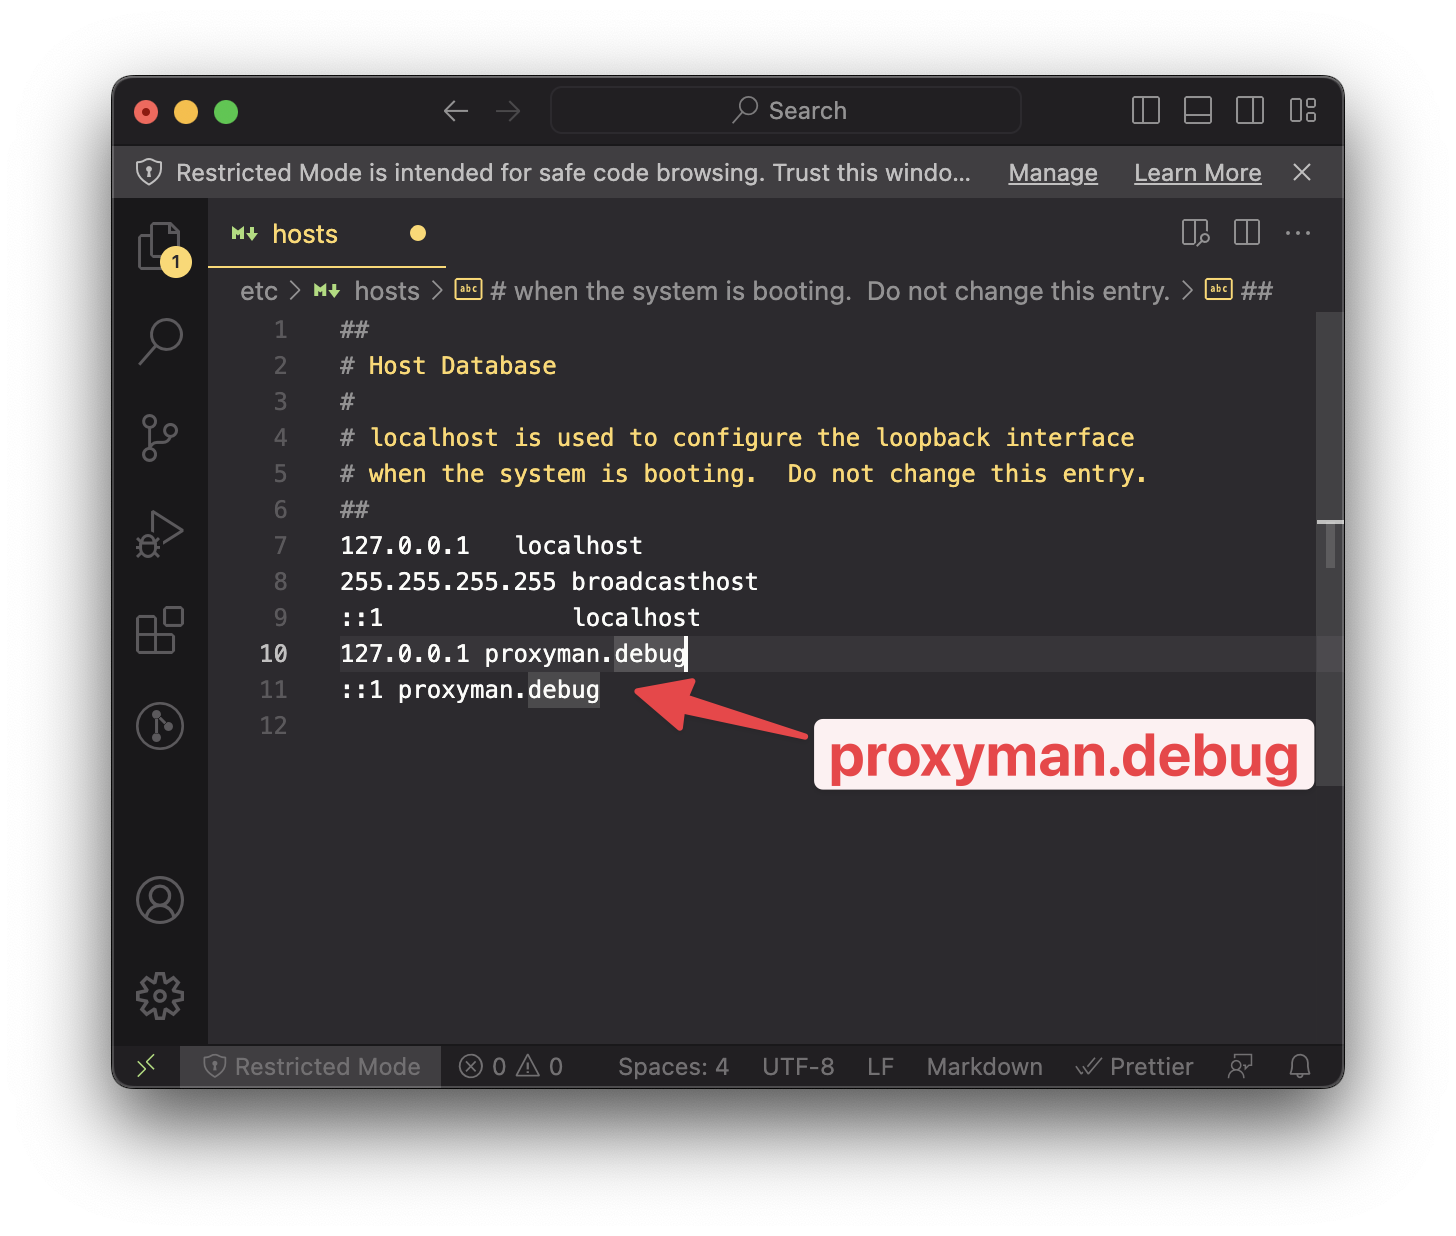 Search
Restricted Mode is intended for safe code browsing. Trust this windo... Manage Learn More
1
hosts
etc > hosts > abc # when the system is booting.  Do not change this entry. > abc ##
1 ##
2 # Host Database
3 #
4 # localhost is used to configure the loopback interface
5 # when the system is booting.  Do not change this entry.
6 ##
7 127.0.0.1   localhost
8 255.255.255.255 broadcasthost
9 ::1             localhost
10 127.0.0.1 proxyman.debug
11 ::1 proxyman.debug
12
proxyman.debug
Restricted Mode 0 0 Spaces: 4 UTF-8 LF Markdown Prettier